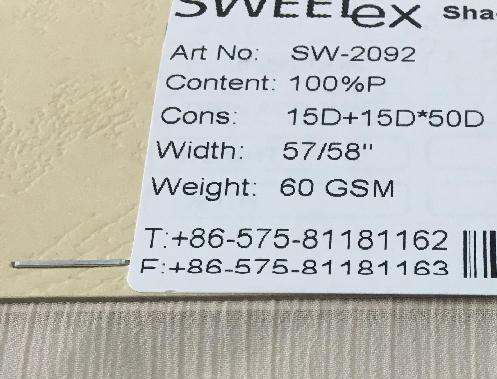 SWEETex Sha
Art No: SW-2092
Content: 100%P
Cons: 15D+15D*50D
Width: 57/58"
Weight: 60 GSM
T:+86-575-81181162
F:+86-575-81181163